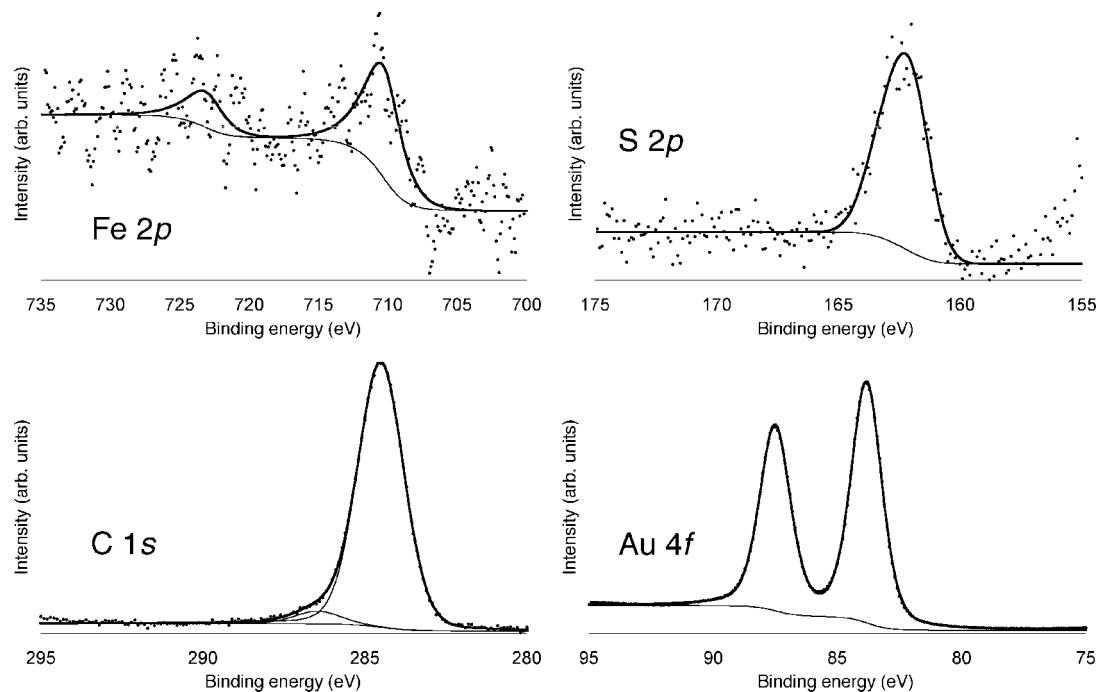 Intensity (arb. units)
Fe 2p
735 730 725 720 715 710 705 700
Binding energy (eV)
Intensity (arb. units)
S 2p
175 170 165 160 155
Binding energy (eV)
Intensity (arb. units)
C 1s
295 290 285 280
Binding energy (eV)
Intensity (arb. units)
Au 4f
95 90 85 80 75
Binding energy (eV)